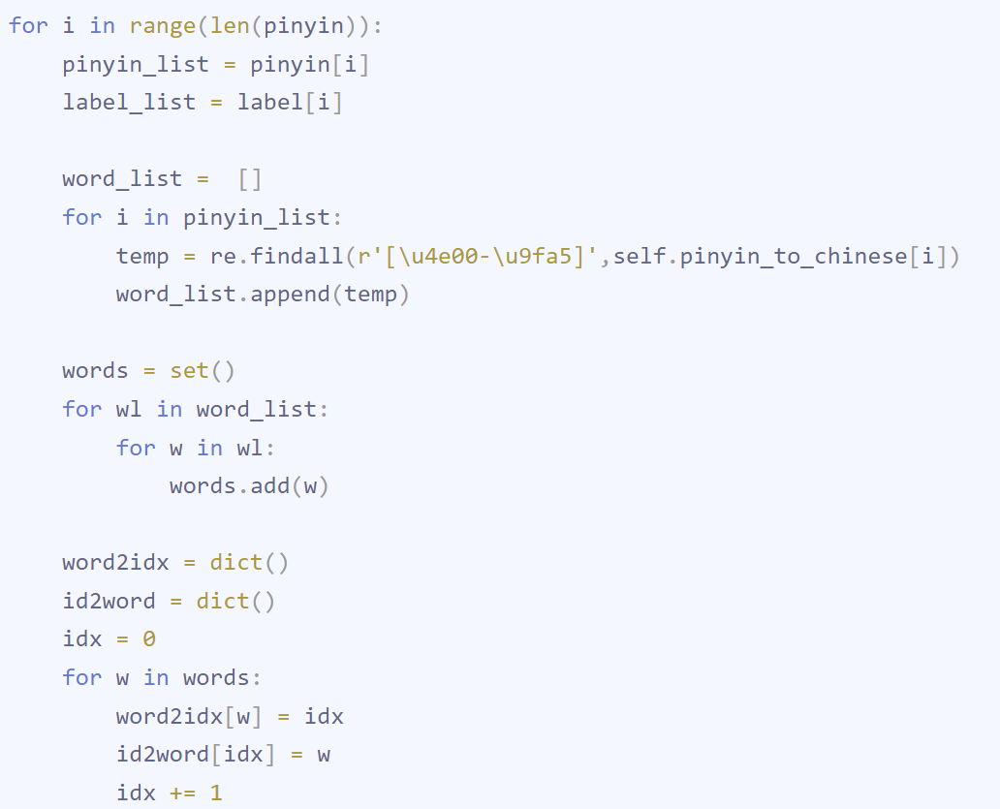 for i in range(len(pinyin)):
    pinyin_list = pinyin[i]
    label_list = label[i]

    word_list =  []
    for i in pinyin_list:
        temp = re.findall(r'[\u4e00-\u9fa5]',self.pinyin_to_chinese[i])
        word_list.append(temp)

    words = set()
    for wl in word_list:
        for w in wl:
            words.add(w)

    word2idx = dict()
    id2word = dict()
    idx = 0
    for w in words:
        word2idx[w] = idx
        id2word[idx] = w
        idx += 1